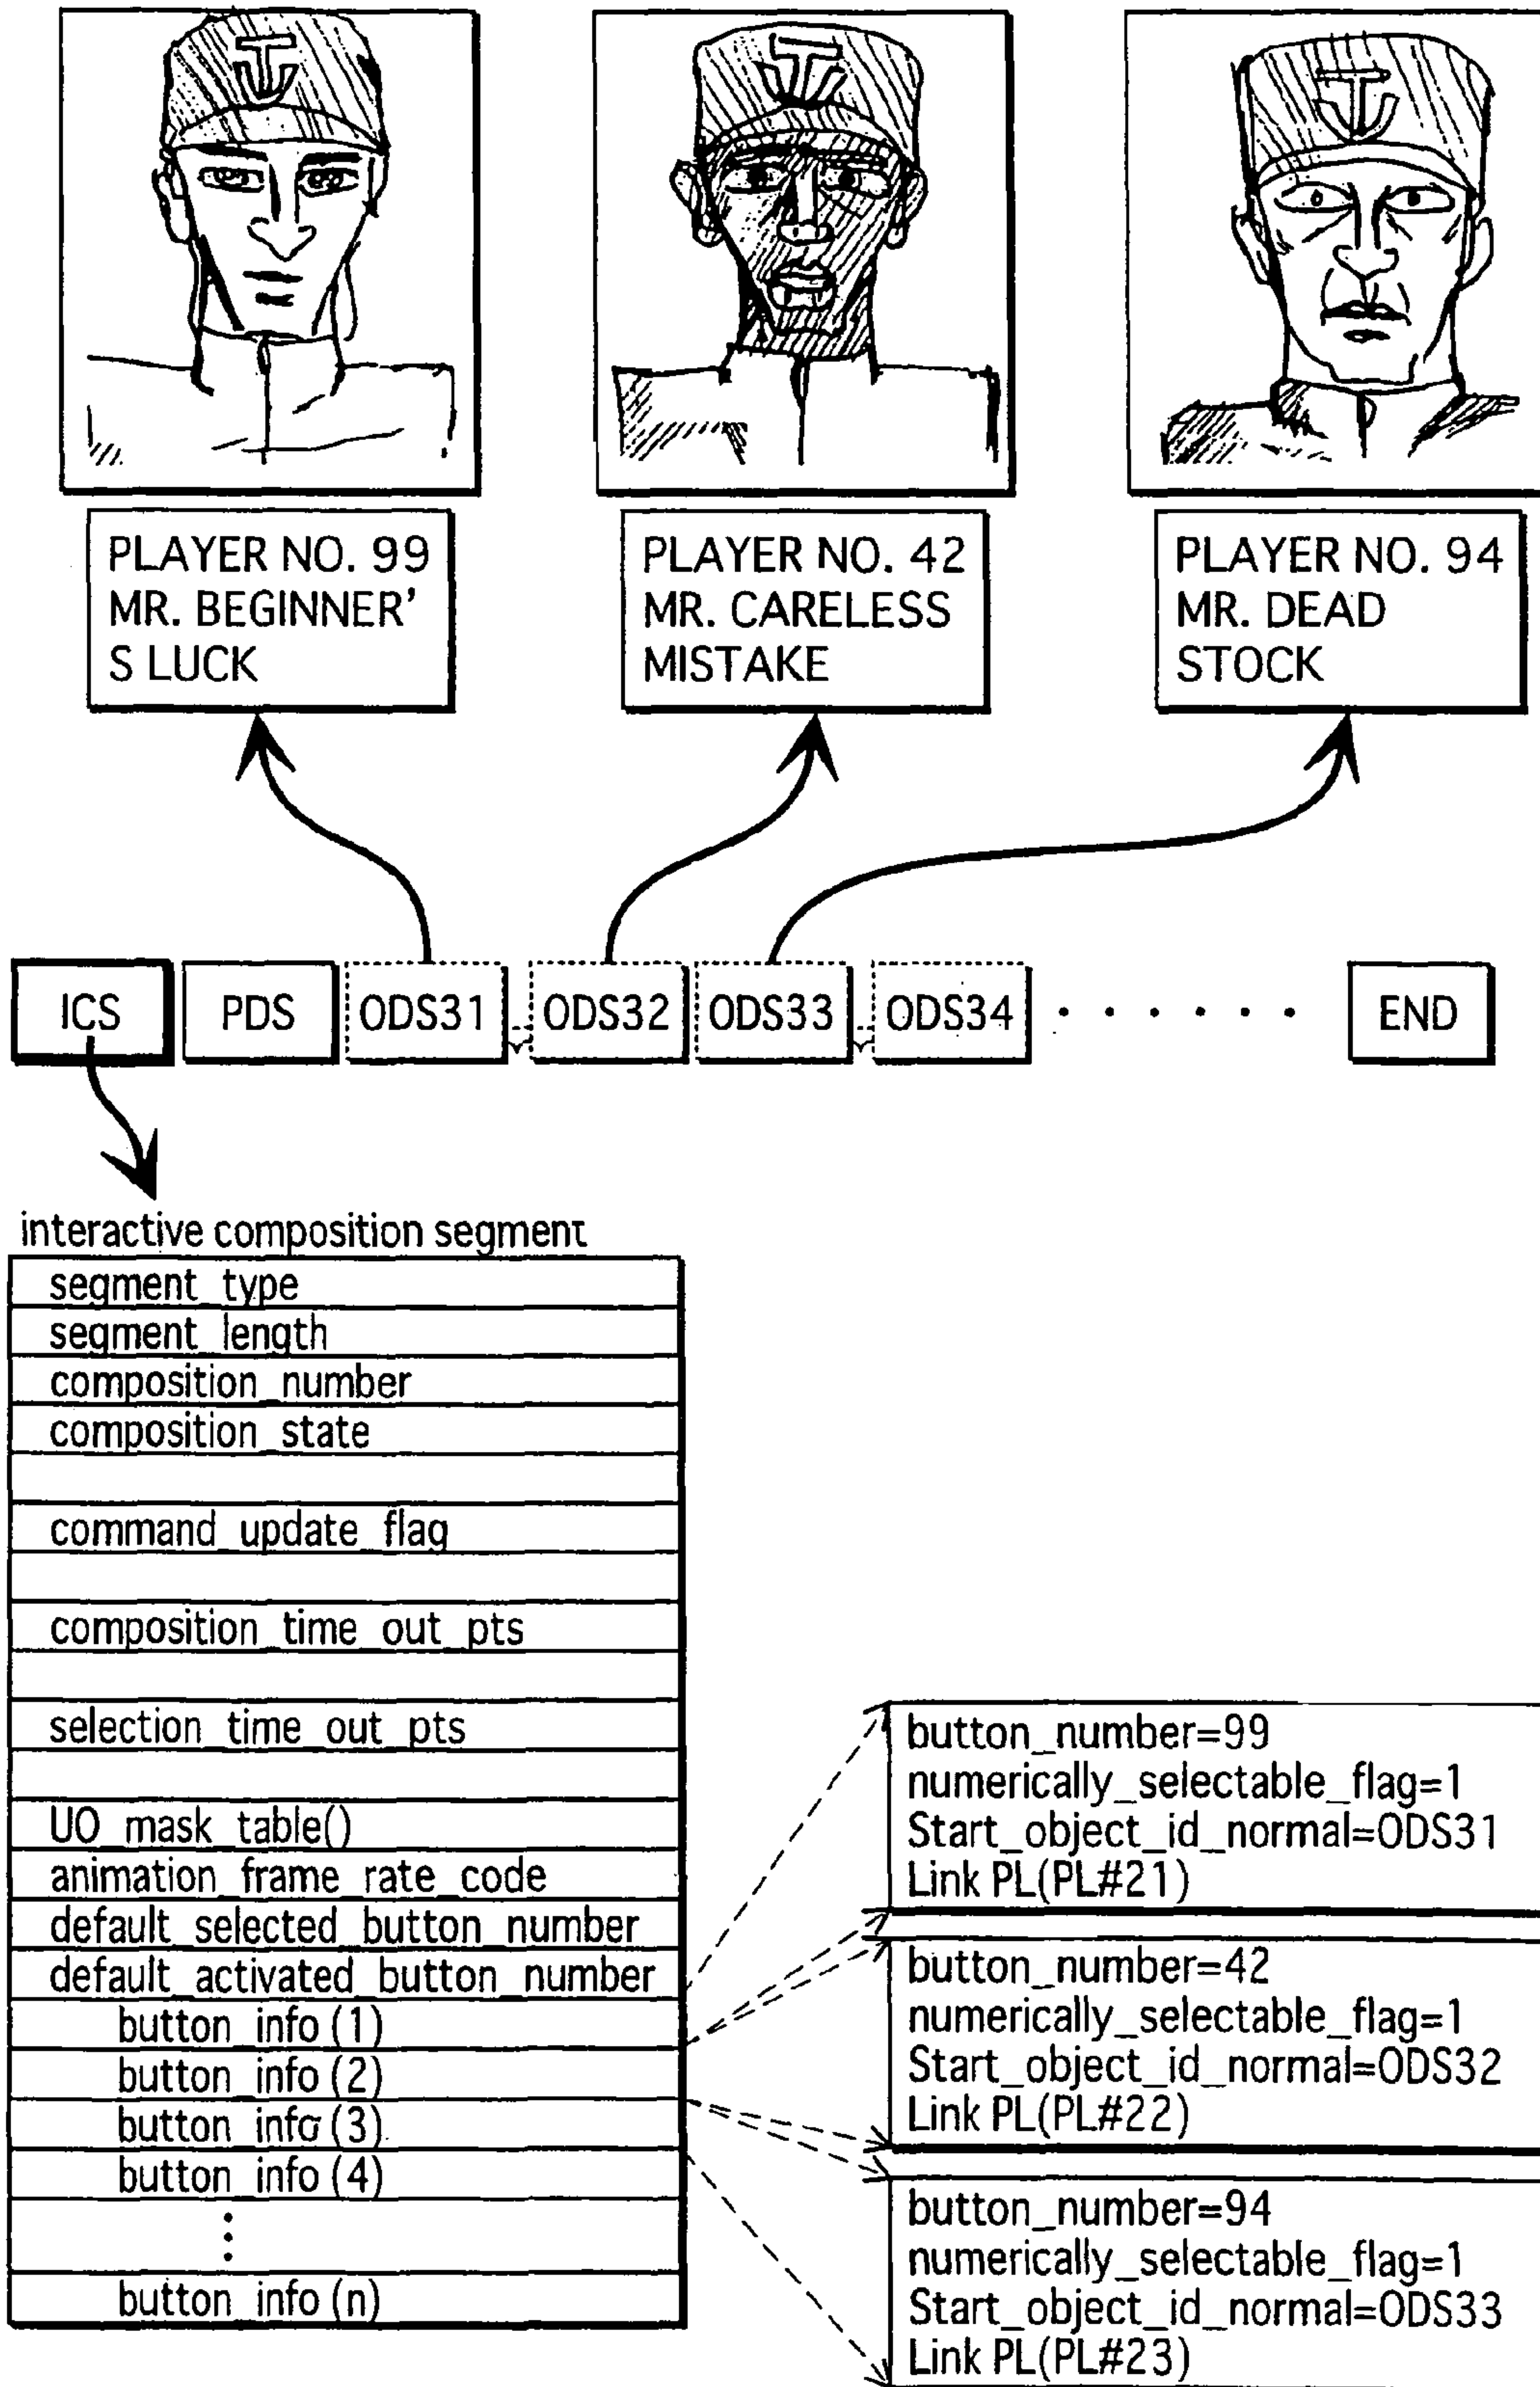 PLAYER NO. 99
MR. BEGINNER'
S LUCK
PLAYER NO. 42
MR. CARELESS
MISTAKE
PLAYER NO. 94
MR. DEAD
STOCK
ICS
PDS
ODS31
ODS32
ODS33
ODS34
END
interactive composition segment
segment_type
segment_length
composition_number
composition_state
command_update_flag
composition_time_out_pts
selection_time_out_pts
UO_mask_table()
animation_frame_rate_code
default_selected_button_number
default_activated_button_number
button_info (1)
button_info (2)
button_info (3)
button_info (4)
button_info (n)
button_number=99
numerically_selectable_flag=1
Start_object_id_normal=ODS31
Link PL(PL#21)
button_number=42
numerically_selectable_flag=1
Start_object_id_normal=ODS32
Link PL(PL#22)
button_number=94
numerically_selectable_flag=1
Start_object_id_normal=ODS33
Link PL(PL#23)